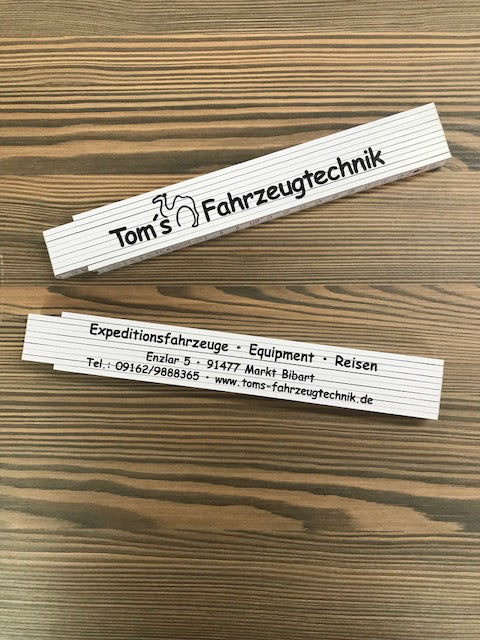 Tom´s Fahrzeugtechnik
Expeditionsfahrzeuge · Equipment · Reisen
Enzlar 5 · 91477 Markt Bibart
Tel.: 09162/9888365 · www.toms-fahrzeugtechnik.de